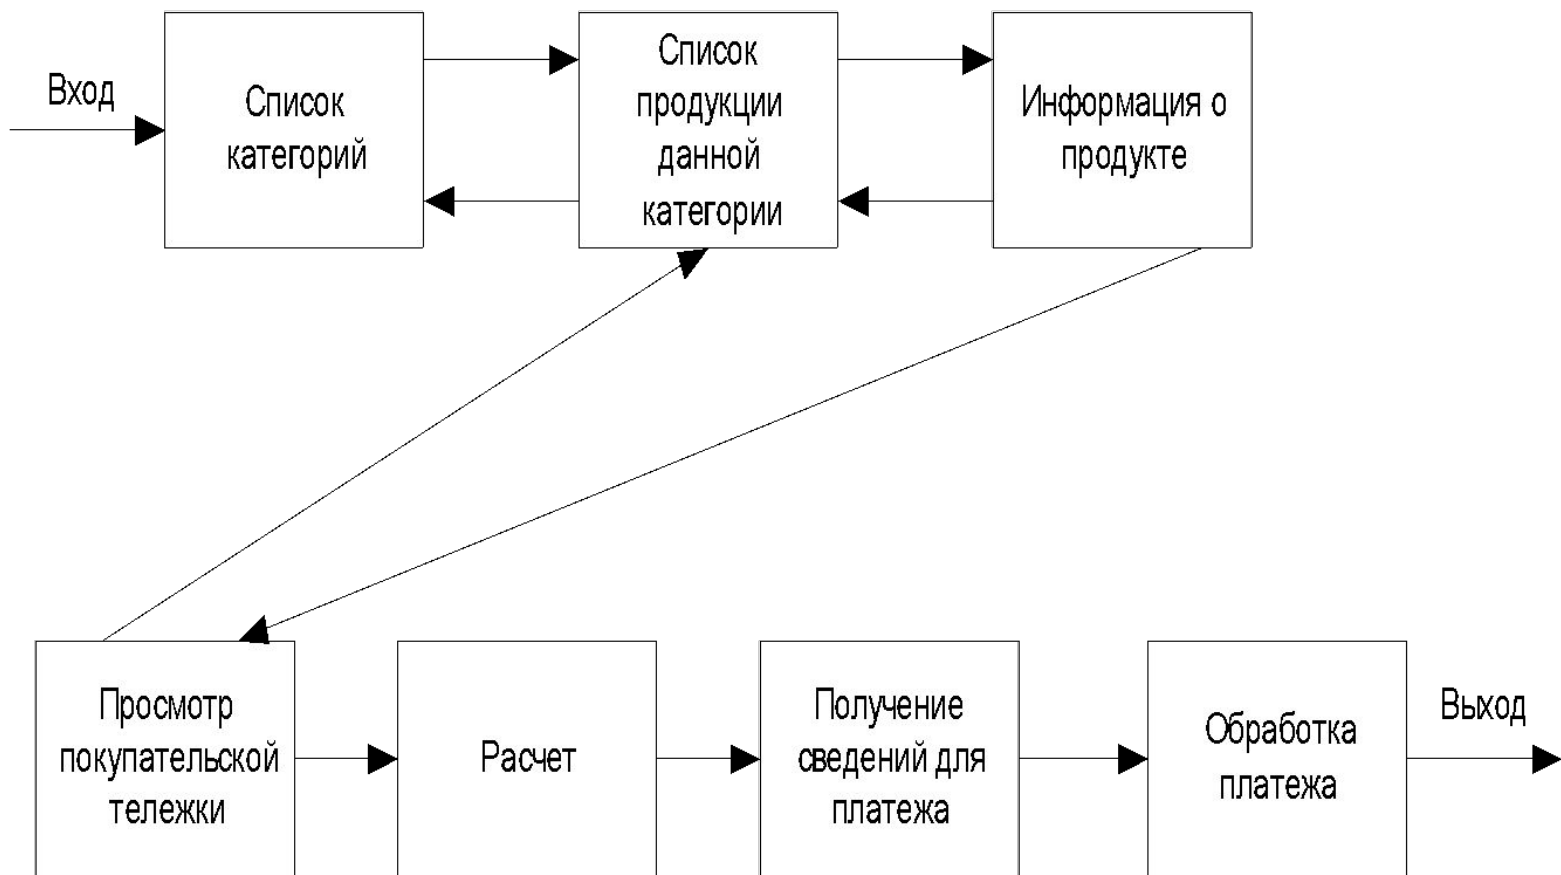 Вход
Список
категорий
Список
продукции
данной
категории
Информация о
продукте
Просмотр
покупательской
тележки
Расчет
Получение
сведений для
платежа
Обработка
платежа
Выход